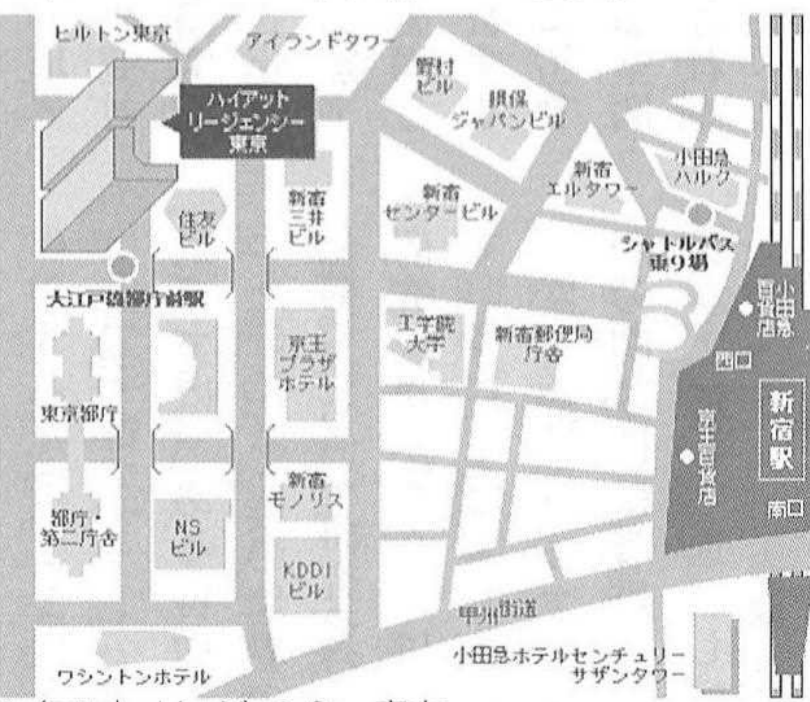 ヒルトン東京
アイランドタワー
ハイアット
リージェンシー
東京
野村
ビル
損保
ジャパンビル
小田急
ハルク
新宿
エルタワー
住友
ビル
新宿
三井
ビル
新宿
センタービル
シャトルバス
乗り場
大江戸線都庁前駅
小田急
百貨店
京王
プラザ
ホテル
工学院
大学
新宿郵便局
庁舎
西口
新宿駅
東京都庁
京王百貨店
新宿
モノリス
南口
都庁・
第二庁舎
NS
ビル
KDDI
ビル
甲州街道
ワシントンホテル
小田急ホテルセンチュリー
サザンタワー